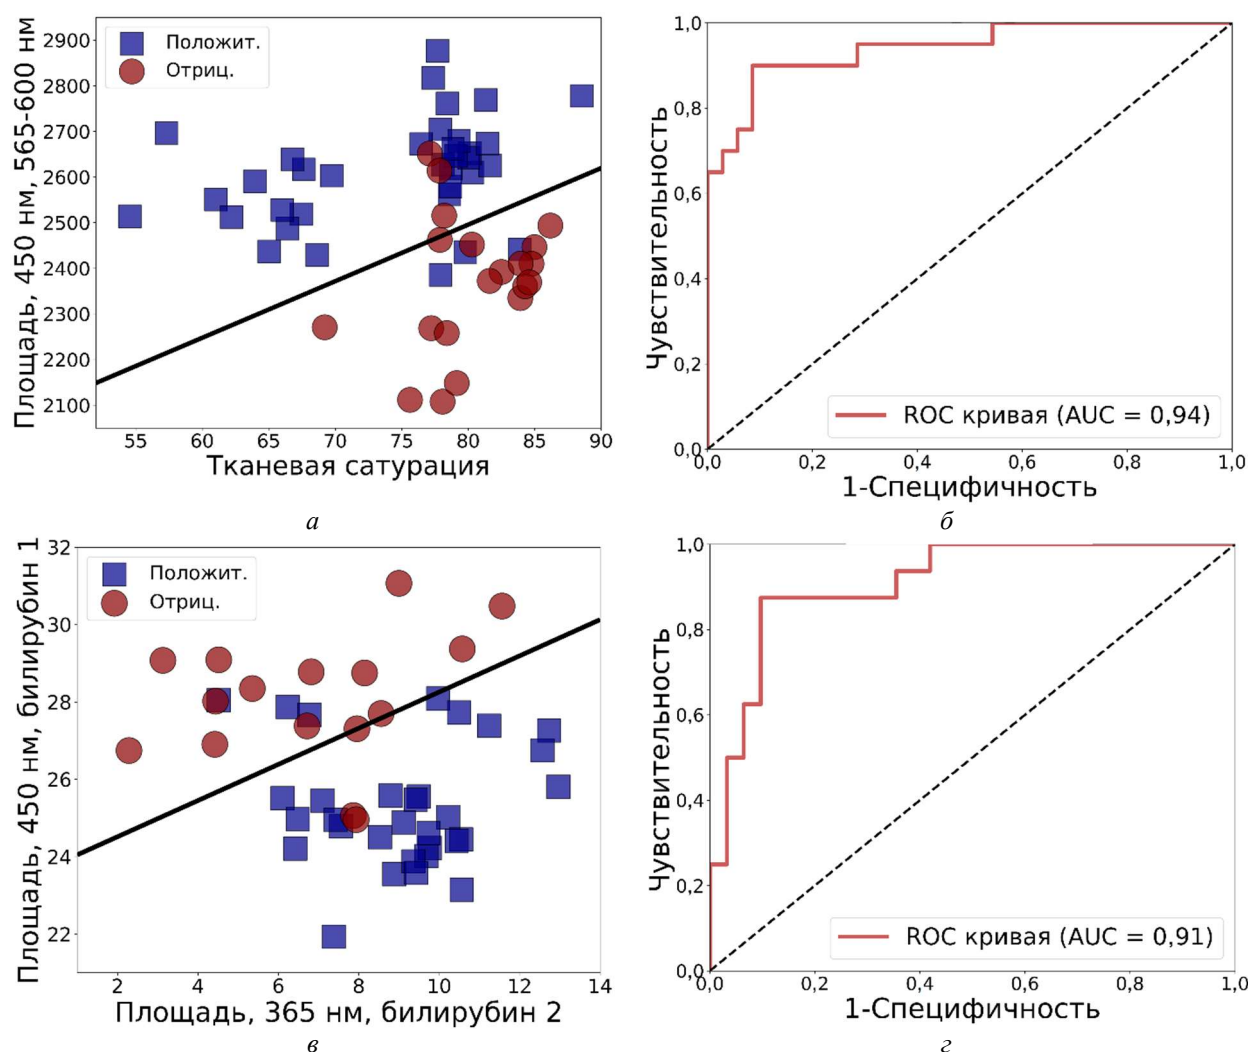 Площадь, 450 нм, 565-600 нм
2900
2800
2700
2600
2500
2400
2300
2200
2100
Положит.
Отриц.
55 60 65 70 75 80 85 90
Тканевая сатурация
а
Чувствительность
1,0
0,8
0,6
0,4
0,2
0,0
ROC кривая (AUC = 0,94)
0,0 0,2 0,4 0,6 0,8 1,0
1-Специфичность
б
Площадь, 450 нм, билирубин 1
32
30
28
26
24
22
Положит.
Отриц.
2 4 6 8 10 12 14
Площадь, 365 нм, билирубин 2
в
Чувствительность
1,0
0,8
0,6
0,4
0,2
0,0
ROC кривая (AUC = 0,91)
0,0 0,2 0,4 0,6 0,8 1,0
1-Специфичность
г